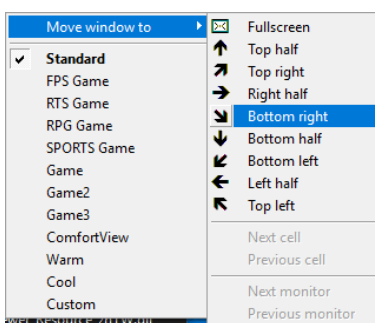 Move window to
Standard
FPS Game
RTS Game
RPG Game
SPORTS Game
Game
Game2
Game3
ComfortView
Warm
Cool
Custom
Fullscreen
Top half
Top right
Right half
Bottom right
Bottom half
Bottom left
Left half
Top left
Next cell
Previous cell
Next monitor
Previous monitor